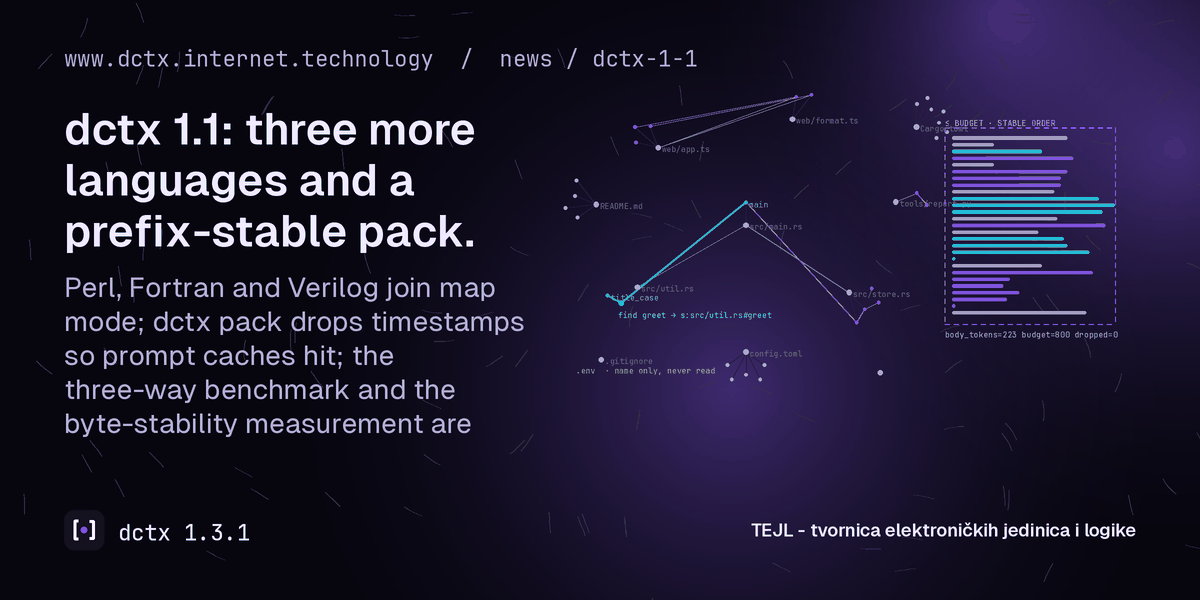 www.dctx.internet.technology / news / dctx-1-1
dctx 1.1: three more
languages and a
prefix-stable pack.
Perl, Fortran and Verilog join map
mode; dctx pack drops timestamps
so prompt caches hit; the
three-way benchmark and the
byte-stability measurement are
web/format.ts
web/app.ts
README.md
main
src/main.rs
src/util.rs
title_case
find greet → s:src/util.rs#greet
src/store.rs
.gitignore
.env · name only, never read
config.toml
≤ BUDGET · STABLE ORDER
body_tokens=223 budget=800 dropped=0
dctx 1.3.1
TEJL - tvornica elektroničkih jedinica i logike